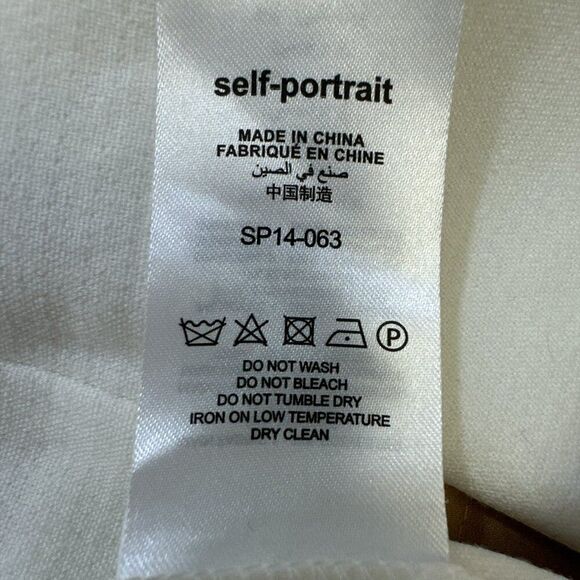 self-portrait
MADE IN CHINA
FABRIQUÉ EN CHINE
صنع في الصين
中国制造
SP14-063
P
DO NOT WASH
DO NOT BLEACH
DO NOT TUMBLE DRY
IRON ON LOW TEMPERATURE
DRY CLEAN